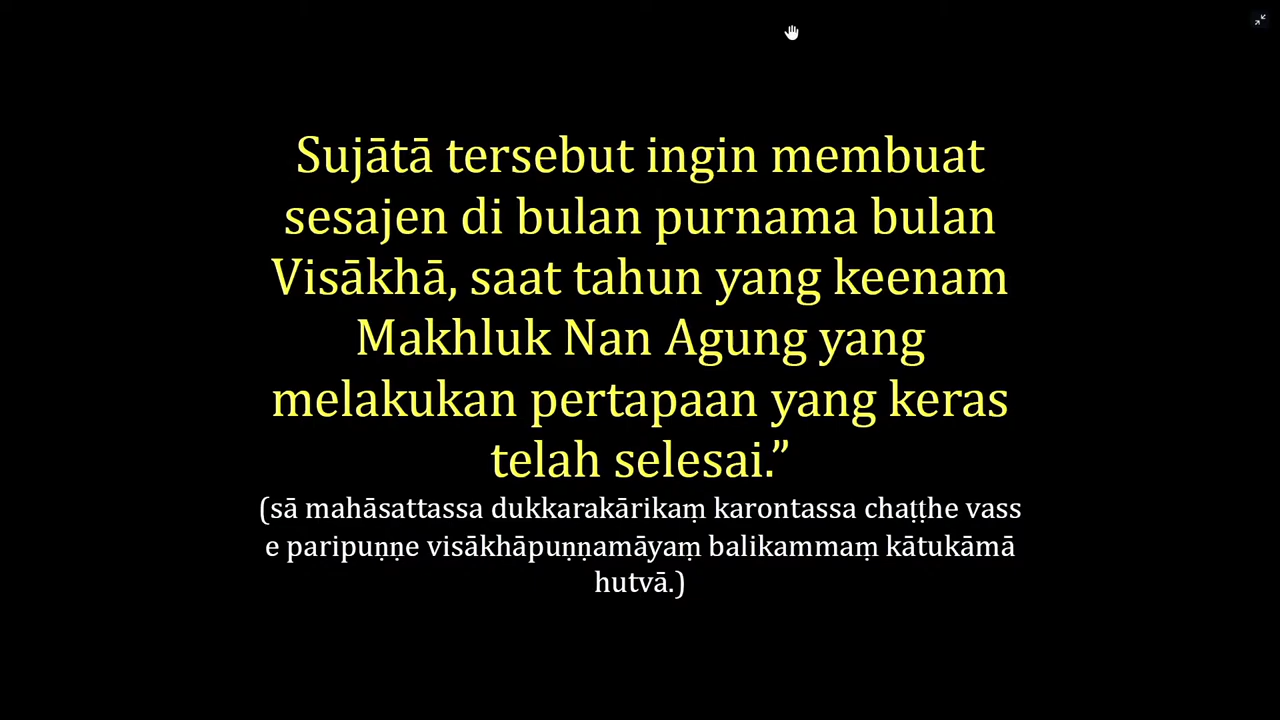 Sujātā tersebut ingin membuat
sesajen di bulan purnama bulan
Visākhā, saat tahun yang keenam
Makhluk Nan Agung yang
melakukan pertapaan yang keras
telah selesai.”
(sā mahāsattassa dukkarakārikaṃ karontassa chaṭṭhe vass
e paripuṇṇe visākhāpuṇṇamāyaṃ balikammaṃ kātukāmā
hutvā.)